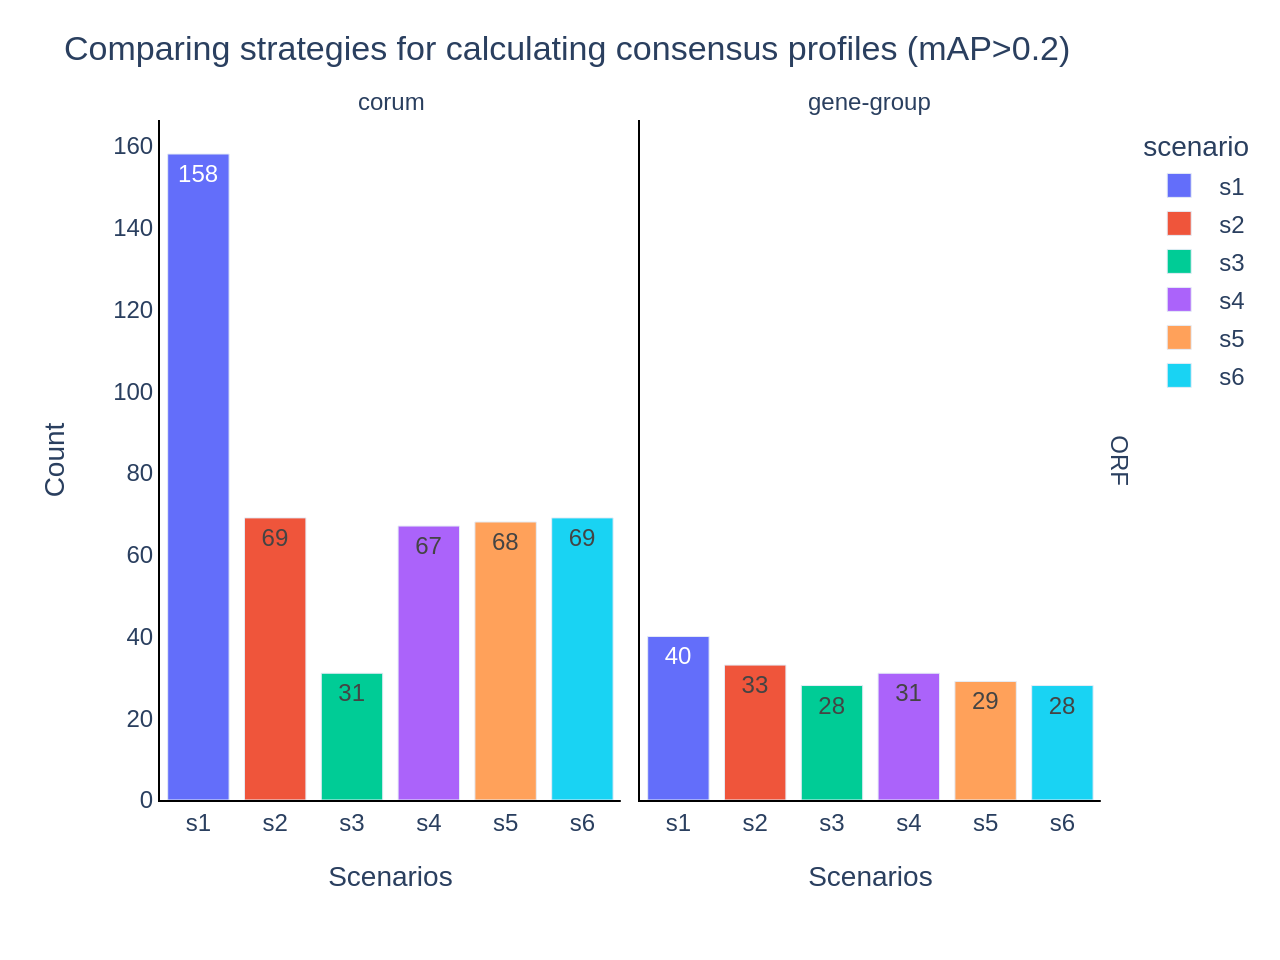 Comparing strategies for calculating consensus profiles (mAP>0.2)
corum
gene-group
scenario
s1
s2
s3
s4
s5
s6
ORF
Count
160
140
120
100
80
60
40
20
0
158
69
31
67
68
69
40
33
28
31
29
28
s1 s2 s3 s4 s5 s6
s1 s2 s3 s4 s5 s6
Scenarios
Scenarios